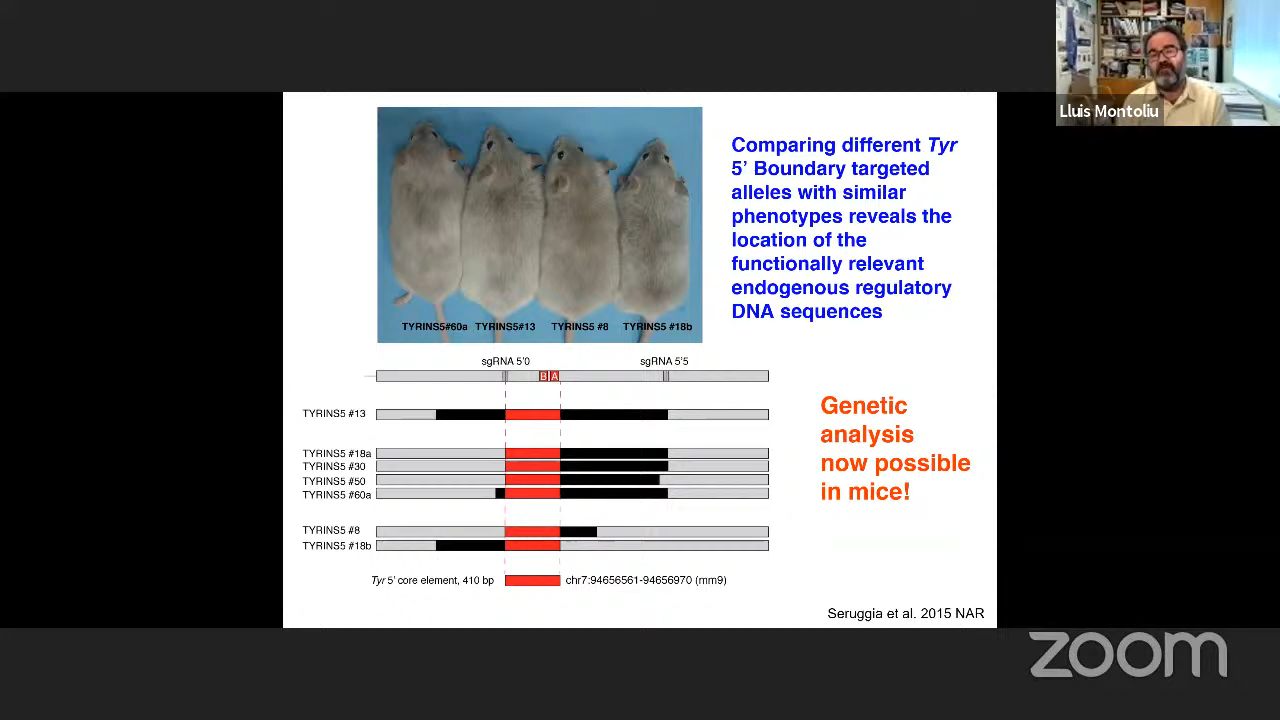 Lluis Montoliu
Comparing different Tyr
5’ Boundary targeted
alleles with similar
phenotypes reveals the
location of the
functionally relevant
endogenous regulatory
DNA sequences
TYRINS5#60a TYRINS5#13 TYRINS5 #8 TYRINS5 #18b
sgRNA 5'0 sgRNA 5'5
B A
TYRINS5 #13
TYRINS5 #18a
TYRINS5 #30
TYRINS5 #50
TYRINS5 #60a
TYRINS5 #8
TYRINS5 #18b
Tyr 5' core element, 410 bp chr7:94656561-94656970 (mm9)
Genetic
analysis
now possible
in mice!
Seruggia et al. 2015 NAR
zoom